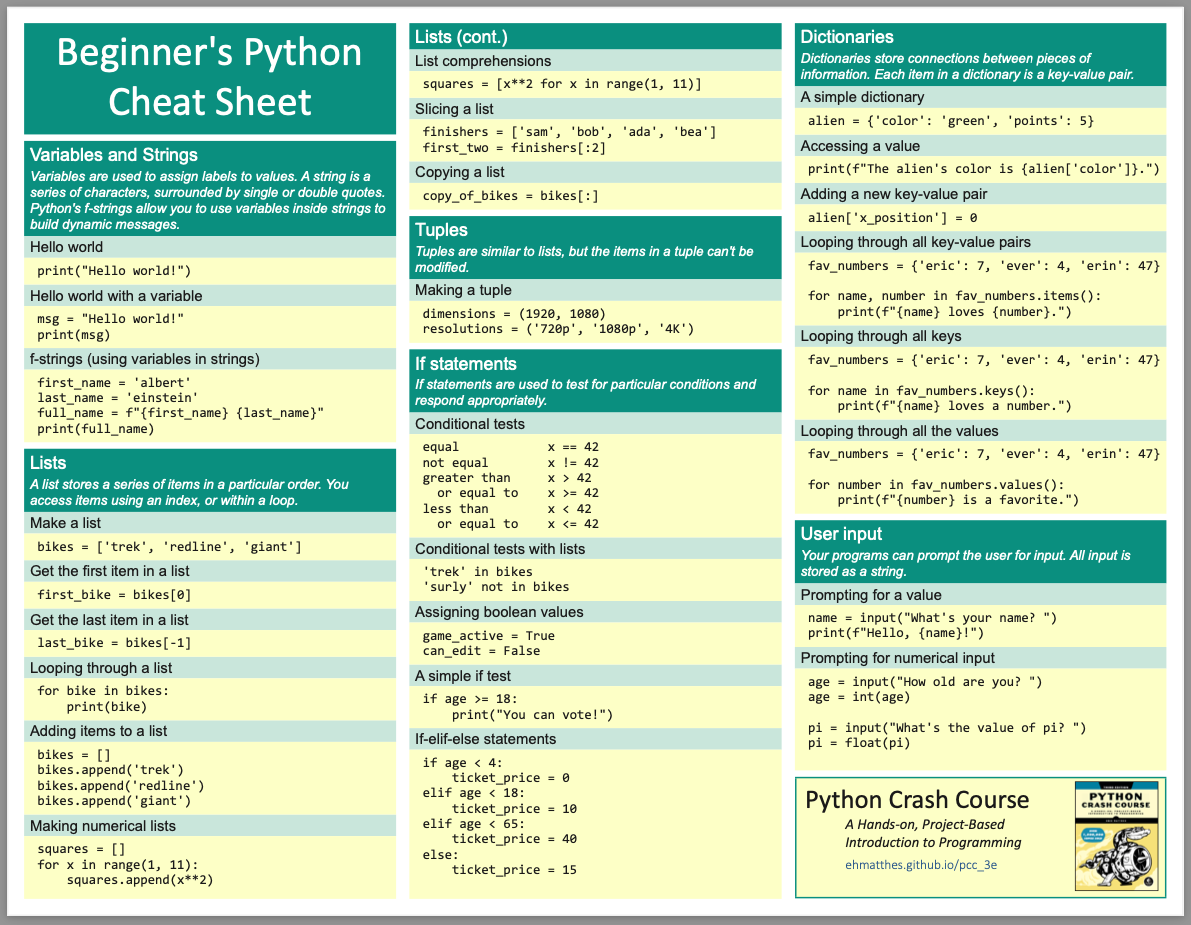 Beginner's Python
Cheat Sheet
Variables and Strings
Variables are used to assign labels to values. A string is a
series of characters, surrounded by single or double quotes.
Python's f-strings allow you to use variables inside strings to
build dynamic messages.
Hello world
print("Hello world!")
Hello world with a variable
msg = "Hello world!"
print(msg)
f-strings (using variables in strings)
first_name = 'albert'
last_name = 'einstein'
full_name = f"{first_name} {last_name}"
print(full_name)
Lists
A list stores a series of items in a particular order. You
access items using an index, or within a loop.
Make a list
bikes = ['trek', 'redline', 'giant']
Get the first item in a list
first_bike = bikes[0]
Get the last item in a list
last_bike = bikes[-1]
Looping through a list
for bike in bikes:
    print(bike)
Adding items to a list
bikes = []
bikes.append('trek')
bikes.append('redline')
bikes.append('giant')
Making numerical lists
squares = []
for x in range(1, 11):
    squares.append(x**2)
Lists (cont.)
List comprehensions
squares = [x**2 for x in range(1, 11)]
Slicing a list
finishers = ['sam', 'bob', 'ada', 'bea']
first_two = finishers[:2]
Copying a list
copy_of_bikes = bikes[:]
Tuples
Tuples are similar to lists, but the items in a tuple can't be
modified.
Making a tuple
dimensions = (1920, 1080)
resolutions = ('720p', '1080p', '4K')
If statements
If statements are used to test for particular conditions and
respond appropriately.
Conditional tests
equal            x == 42
not equal        x != 42
greater than     x > 42
  or equal to    x >= 42
less than        x < 42
  or equal to    x <= 42
Conditional tests with lists
'trek' in bikes
'surly' not in bikes
Assigning boolean values
game_active = True
can_edit = False
A simple if test
if age >= 18:
    print("You can vote!")
If-elif-else statements
if age < 4:
    ticket_price = 0
elif age < 18:
    ticket_price = 10
elif age < 65:
    ticket_price = 40
else:
    ticket_price = 15
Dictionaries
Dictionaries store connections between pieces of
information. Each item in a dictionary is a key-value pair.
A simple dictionary
alien = {'color': 'green', 'points': 5}
Accessing a value
print(f"The alien's color is {alien['color']}.")
Adding a new key-value pair
alien['x_position'] = 0
Looping through all key-value pairs
fav_numbers = {'eric': 7, 'ever': 4, 'erin': 47}
for name, number in fav_numbers.items():
    print(f"{name} loves {number}.")
Looping through all keys
fav_numbers = {'eric': 7, 'ever': 4, 'erin': 47}
for name in fav_numbers.keys():
    print(f"{name} loves a number.")
Looping through all the values
fav_numbers = {'eric': 7, 'ever': 4, 'erin': 47}
for number in fav_numbers.values():
    print(f"{number} is a favorite.")
User input
Your programs can prompt the user for input. All input is
stored as a string.
Prompting for a value
name = input("What's your name? ")
print(f"Hello, {name}!")
Prompting for numerical input
age = input("How old are you? ")
age = int(age)
pi = input("What's the value of pi? ")
pi = float(pi)
Python Crash Course
A Hands-on, Project-Based
Introduction to Programming
ehmatthes.github.io/pcc_3e
PYTHON
CRASH COURSE